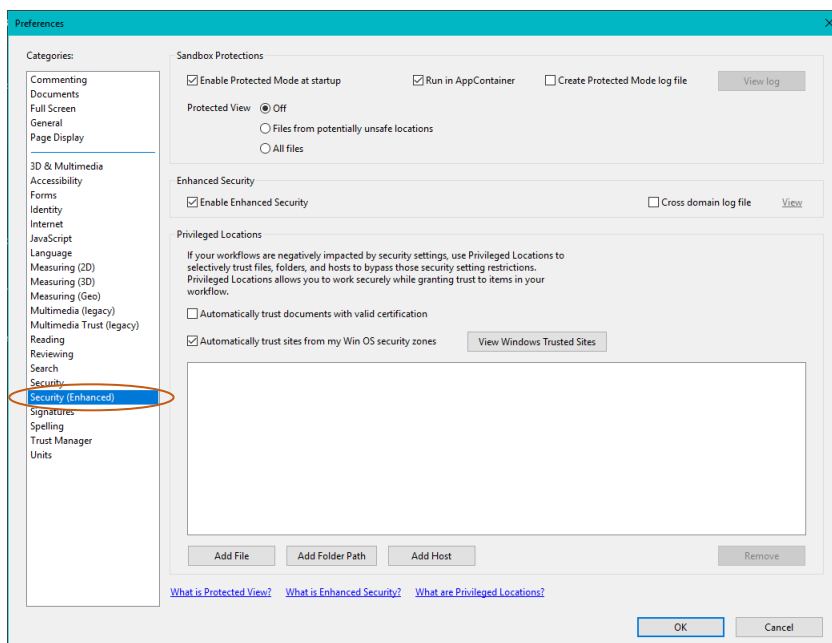 Preferences
Categories:
Commenting
Documents
Full Screen
General
Page Display
3D & Multimedia
Accessibility
Forms
Identity
Internet
JavaScript
Language
Measuring (2D)
Measuring (3D)
Measuring (Geo)
Multimedia (legacy)
Multimedia Trust (legacy)
Reading
Reviewing
Search
Security
Security (Enhanced)
Signatures
Spelling
Trust Manager
Units
Sandbox Protections
Enable Protected Mode at startup
Run in AppContainer
Create Protected Mode log file
View log
Protected View
Off
Files from potentially unsafe locations
All files
Enhanced Security
Enable Enhanced Security
Cross domain log file
View
Privileged Locations
If your workflows are negatively impacted by security settings, use Privileged Locations to
selectively trust files, folders, and hosts to bypass those security setting restrictions.
Privileged Locations allows you to work securely while granting trust to items in your
workflow.
Automatically trust documents with valid certification
Automatically trust sites from my Win OS security zones
View Windows Trusted Sites
Add File
Add Folder Path
Add Host
Remove
What is Protected View?
What is Enhanced Security?
What are Privileged Locations?
OK
Cancel